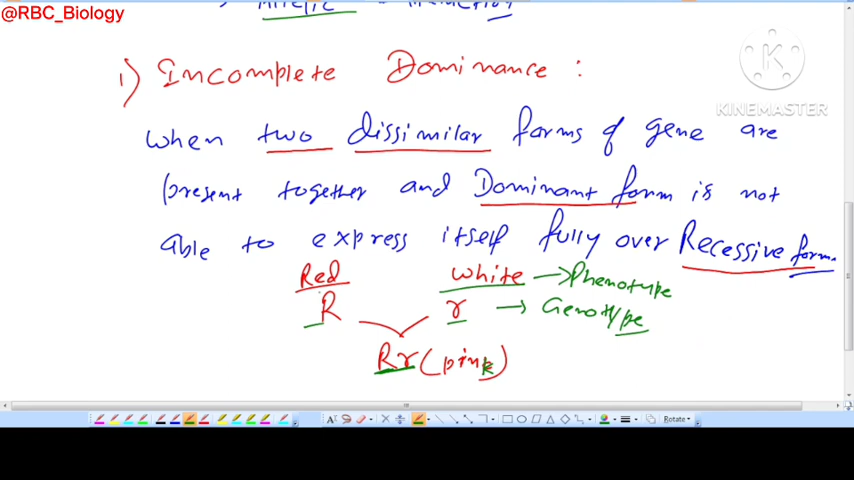 @RBC_Biology
i) Incomplete Dominance :
KINEMASTER
when two dissimilar forms of gene are
present together and Dominant form is not
able to express itself fully over Recessive form.
Red white → Phenotype
R r → Genotype
Rr (pink)
Rotate